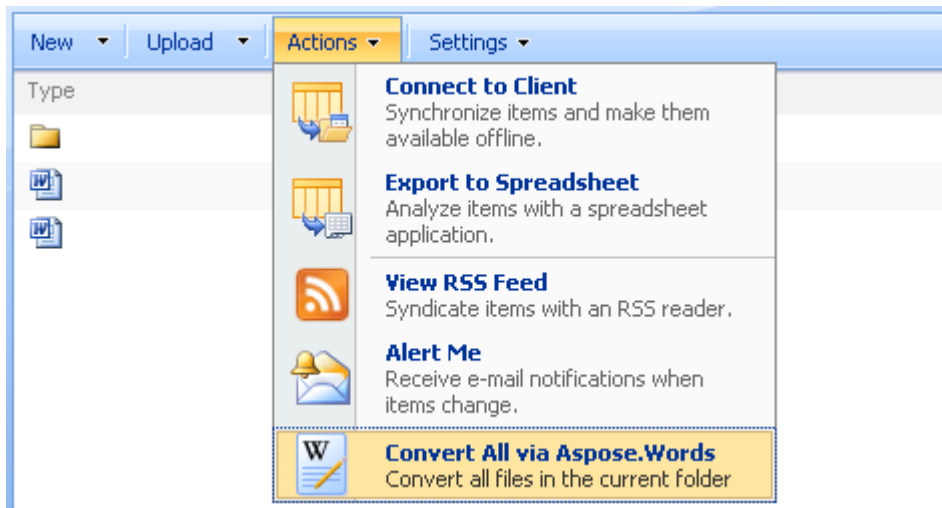 New Upload Actions Settings
Type
Connect to Client
Synchronize items and make them
available offline.
Export to Spreadsheet
Analyze items with a spreadsheet
application.
View RSS Feed
Syndicate items with an RSS reader.
Alert Me
Receive e-mail notifications when
items change.
W
Convert All via Aspose.Words
Convert all files in the current folder